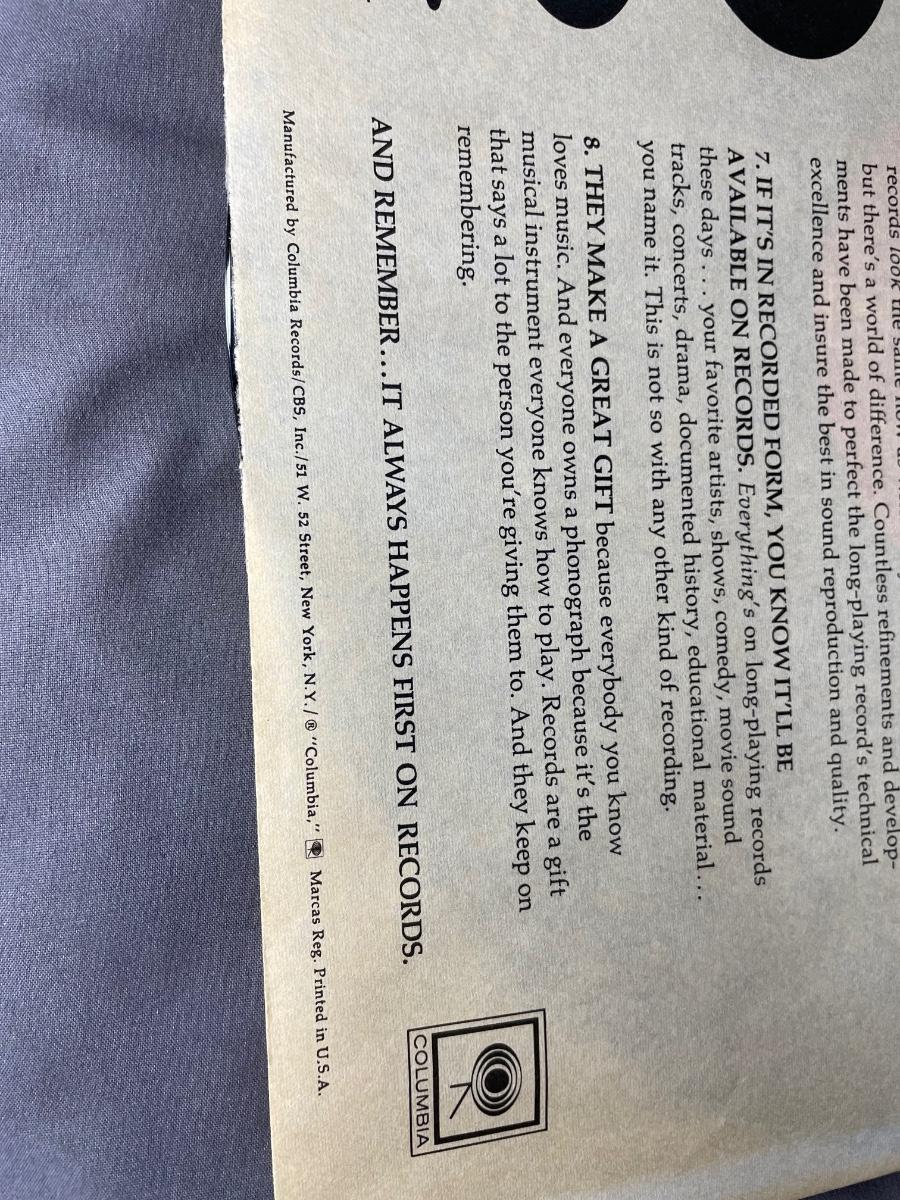 records look the same now as
but there's a world of difference. Countless refinements and develop-
ments have been made to perfect the long-playing record's technical
excellence and insure the best in sound reproduction and quality.
7. IF IT'S IN RECORDED FORM, YOU KNOW IT'LL BE
AVAILABLE ON RECORDS. Everything's on long-playing records
these days . . . your favorite artists, shows, comedy, movie sound
tracks, concerts, drama, documented history, educational material . . .
you name it. This is not so with any other kind of recording.
8. THEY MAKE A GREAT GIFT because everybody you know
loves music. And everyone owns a phonograph because it's the
musical instrument everyone knows how to play. Records are a gift
that says a lot to the person you're giving them to. And they keep on
remembering.
AND REMEMBER...IT ALWAYS HAPPENS FIRST ON RECORDS.
COLUMBIA
Manufactured by Columbia Records/CBS, Inc./51 W. 52 Street, New York, N.Y./ ® "Columbia," Marcas Reg. Printed in U.S.A.